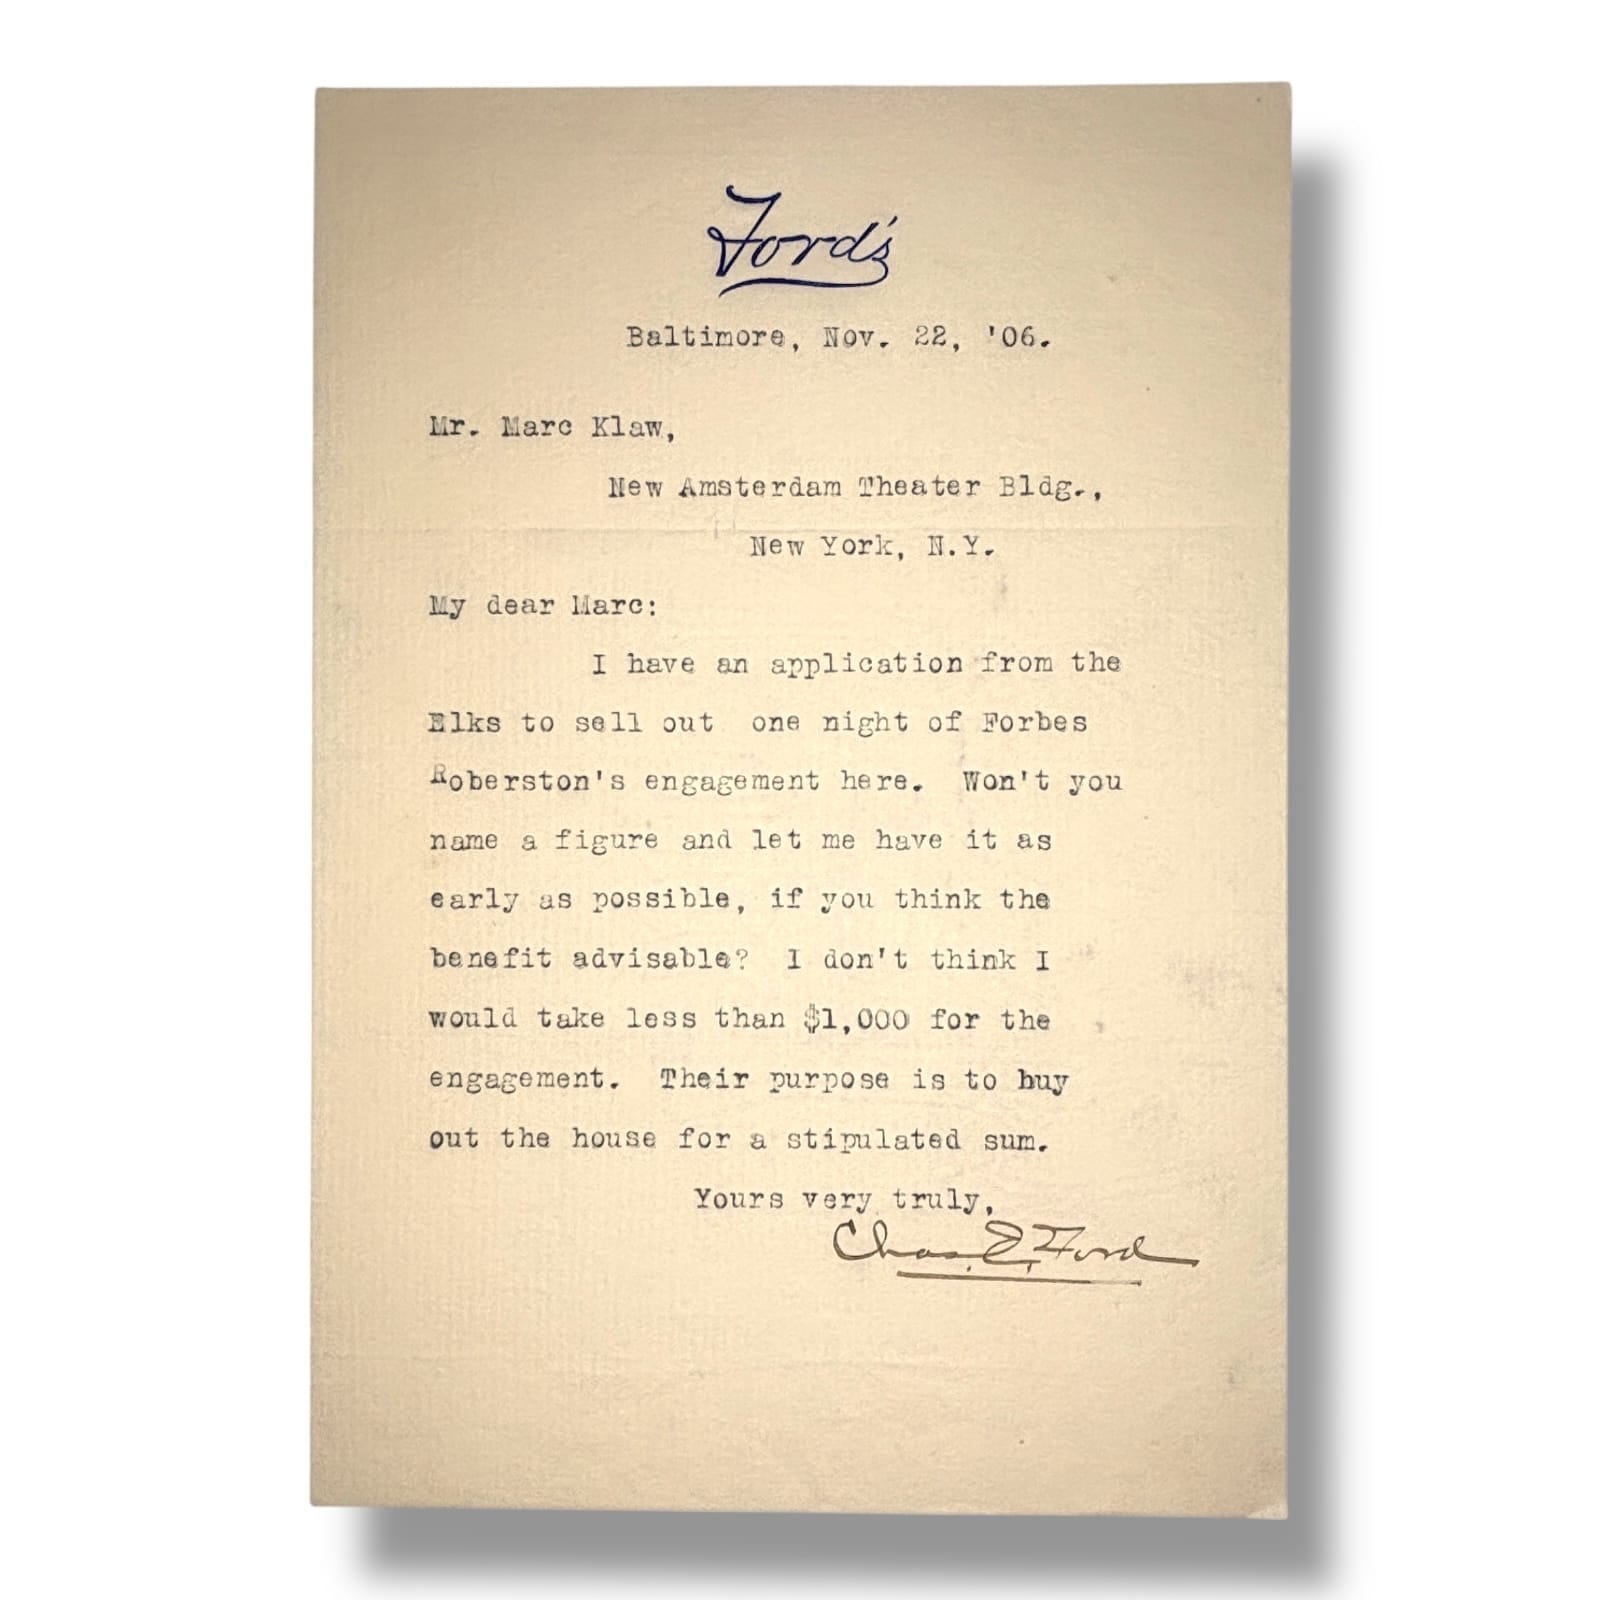 Ford's
Baltimore, Nov. 22, '06.
Mr. Marc Klaw,
New Amsterdam Theater Bldg.,
New York, N.Y.
My dear Marc:
I have an application from the
Elks to sell out one night of Forbes
Roberston's engagement here. Won't you
name a figure and let me have it as
early as possible, if you think the
benefit advisable? I don't think I
would take less than $1,000 for the
engagement. Their purpose is to buy
out the house for a stipulated sum.
Yours very truly,
Chas. E. Ford